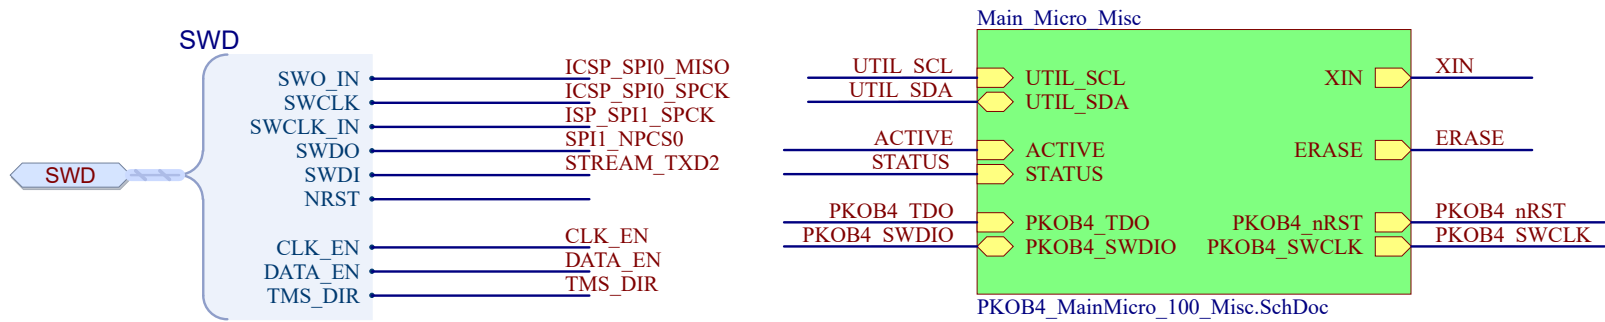 SWD
SWD
SWO_IN ICSP_SPI0_MISO
SWCLK ICSP_SPI0_SPCK
SWCLK_IN ISP_SPI1_SPCK
SWDO SPI1_NPCS0
SWDI STREAM_TXD2
NRST
CLK_EN CLK_EN
DATA_EN DATA_EN
TMS_DIR TMS_DIR
Main_Micro_Misc
UTIL_SCL UTIL_SCL XIN XIN
UTIL_SDA UTIL_SDA
ACTIVE ACTIVE ERASE ERASE
STATUS STATUS
PKOB4_TDO PKOB4_TDO PKOB4_nRST PKOB4_nRST
PKOB4_SWDIO PKOB4_SWDIO PKOB4_SWCLK PKOB4_SWCLK
PKOB4_MainMicro_100_Misc.SchDoc